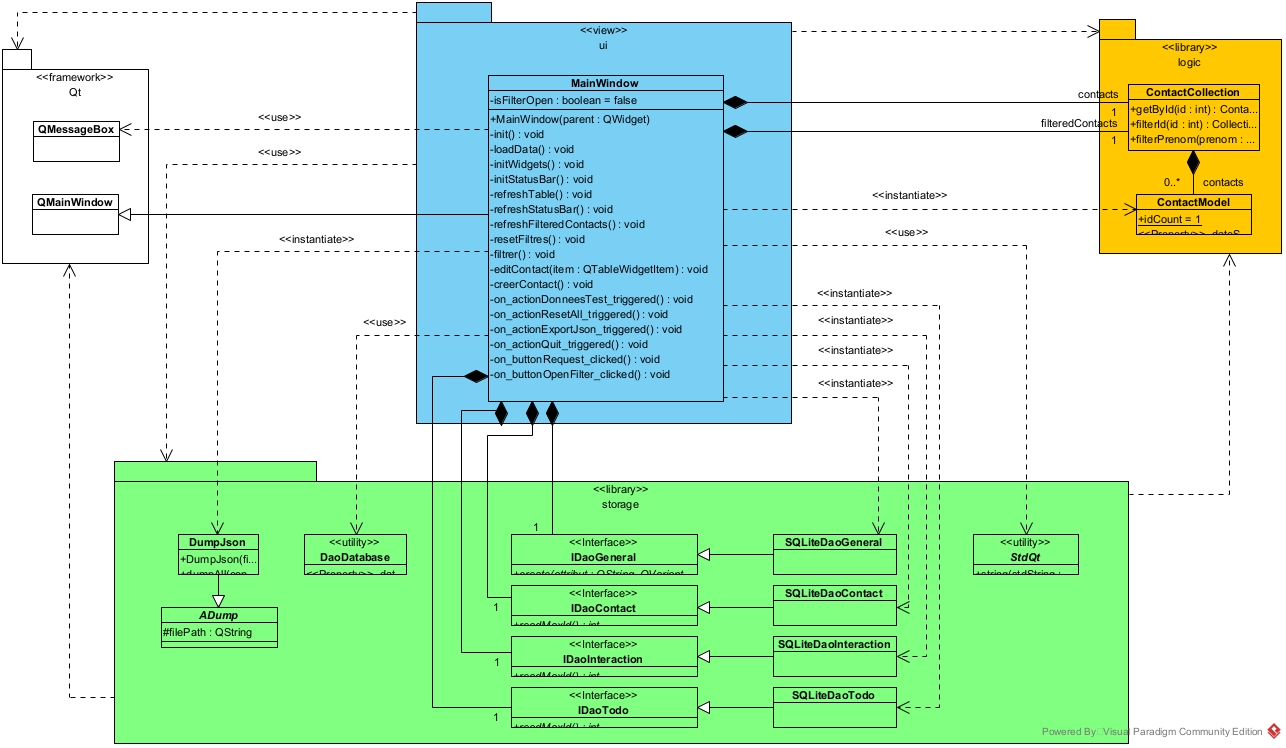 <<view>>
ui
<<library>>
logic
<<framework>>
Qt
MainWindow
-isFilterOpen : boolean = false
+MainWindow(parent : QWidget)
-init() : void
-loadData() : void
-initWidgets() : void
-initStatusBar() : void
-refreshTable() : void
-refreshStatusBar() : void
-refreshFilteredContacts() : void
-resetFiltres() : void
-filtrer() : void
-editContact(item : QTableWidgetItem) : void
-creerContact() : void
-on_actionDonneesTest_triggered() : void
-on_actionResetAll_triggered() : void
-on_actionExportJson_triggered() : void
-on_actionQuit_triggered() : void
-on_buttonRequest_clicked() : void
-on_buttonOpenFilter_clicked() : void
QMessageBox
QMainWindow
<<use>>
<<use>>
<<instantiate>>
<<use>>
contacts
1
filteredContacts
1
ContactCollection
+getById(id : int) : Conta...
+filterId(id : int) : Collecti...
+filterPrenom(prenom : ...
0..*
contacts
ContactModel
+idCount = 1
<<instantiate>>
<<use>>
<<instantiate>>
<<instantiate>>
<<instantiate>>
<<instantiate>>
<<library>>
storage
DumpJson
+DumpJson(fi...
ADump
#filePath : QString
<<utility>>
DaoDatabase
1
<<Interface>>
IDaoGeneral
SQLiteDaoGeneral
<<utility>>
StdQt
1
<<Interface>>
IDaoContact
SQLiteDaoContact
1
<<Interface>>
IDaoInteraction
SQLiteDaoInteraction
1
<<Interface>>
IDaoTodo
SQLiteDaoTodo
Powered By Visual Paradigm Community Edition